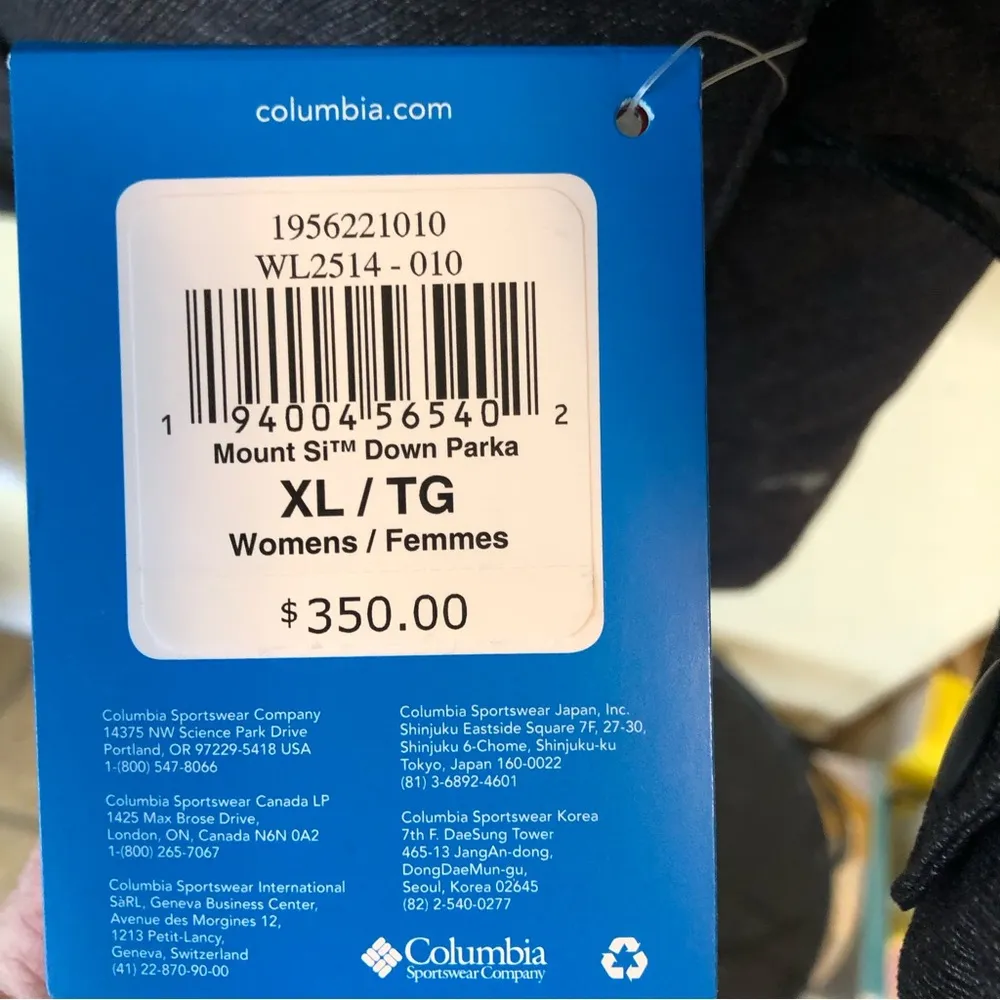 columbia.com
1956221010
WL2514 - 010
1 94004 56540 2
Mount Si™ Down Parka
XL / TG
Womens / Femmes
$350.00
Columbia Sportswear Company
14375 NW Science Park Drive
Portland, OR 97229-5418 USA
1-(800) 547-8066
Columbia Sportswear Canada LP
1425 Max Brose Drive,
London, ON, Canada N6N 0A2
1-(800) 265-7067
Columbia Sportswear International
SàRL, Geneva Business Center,
Avenue des Morgines 12,
1213 Petit-Lancy,
Geneva, Switzerland
(41) 22-870-90-00
Columbia Sportswear Japan, Inc.
Shinjuku Eastside Square 7F, 27-30,
Shinjuku 6-Chome, Shinjuku-ku
Tokyo, Japan 160-0022
(81) 3-6892-4601
Columbia Sportswear Korea
7th F. DaeSung Tower
465-13 JangAn-dong,
DongDaeMun-gu,
Seoul, Korea 02645
(82) 2-540-0277
Columbia
Sportswear Company